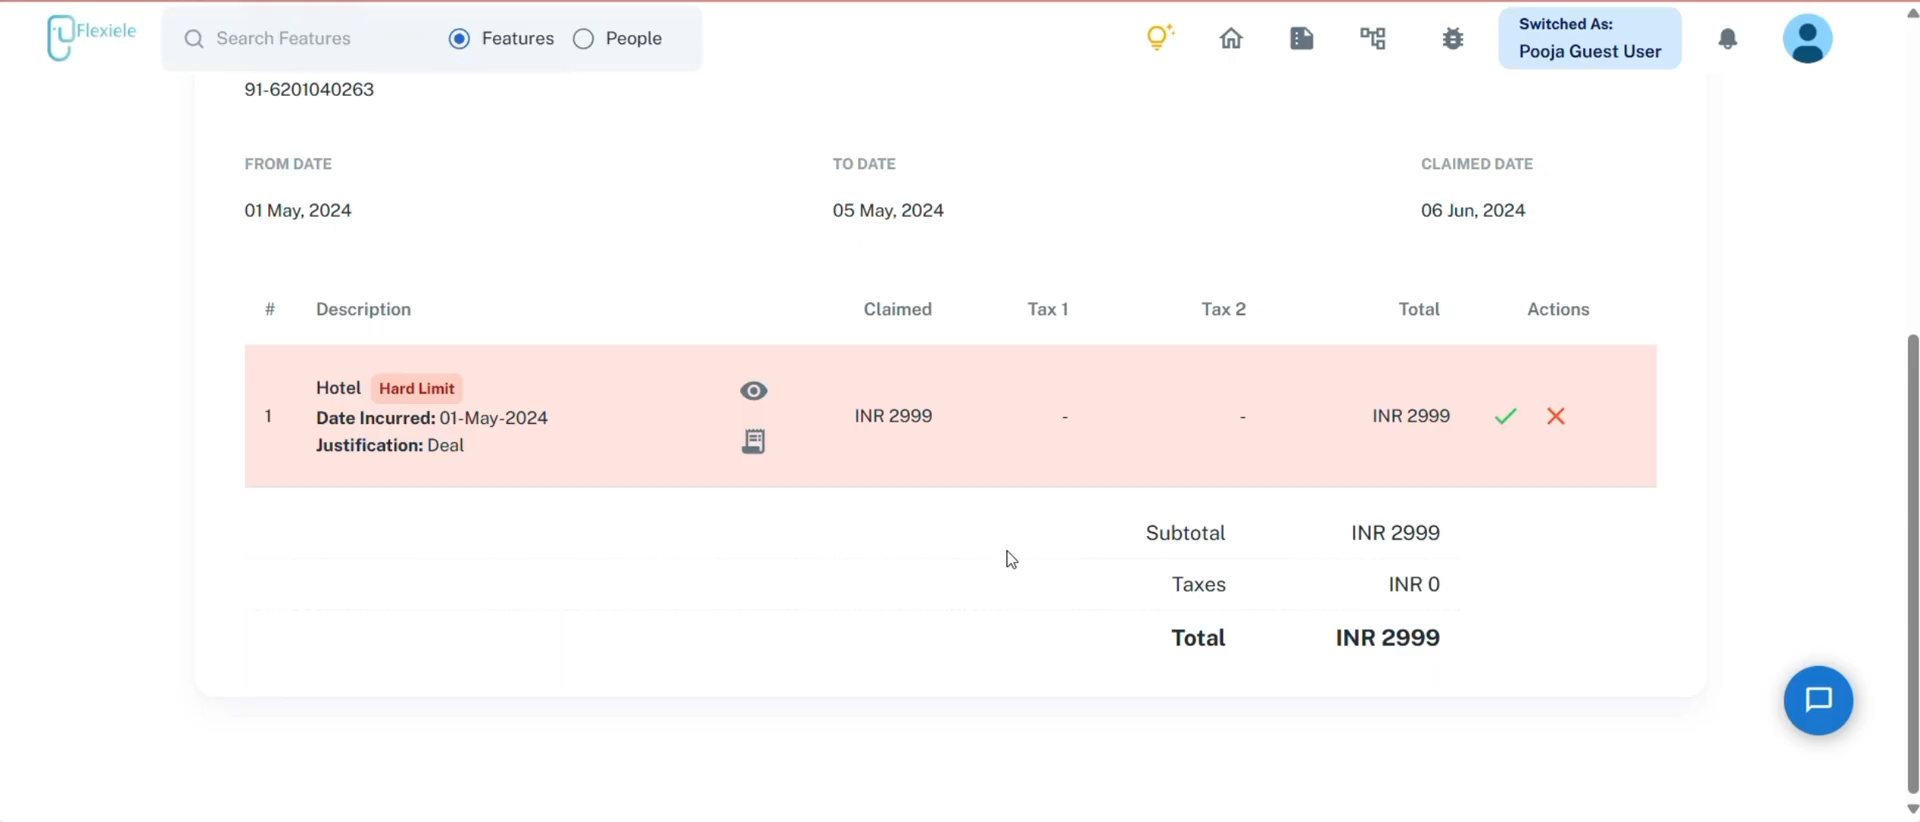 Flexiele
Search Features
Features
People
Switched As:
Pooja Guest User
91-6201040263
FROM DATE
TO DATE
CLAIMED DATE
01 May, 2024
05 May, 2024
06 Jun, 2024
# Description Claimed Tax 1 Tax 2 Total Actions
Hotel Hard Limit
1 Date Incurred: 01-May-2024 INR 2999 - - INR 2999
Justification: Deal
Subtotal INR 2999
Taxes INR 0
Total INR 2999